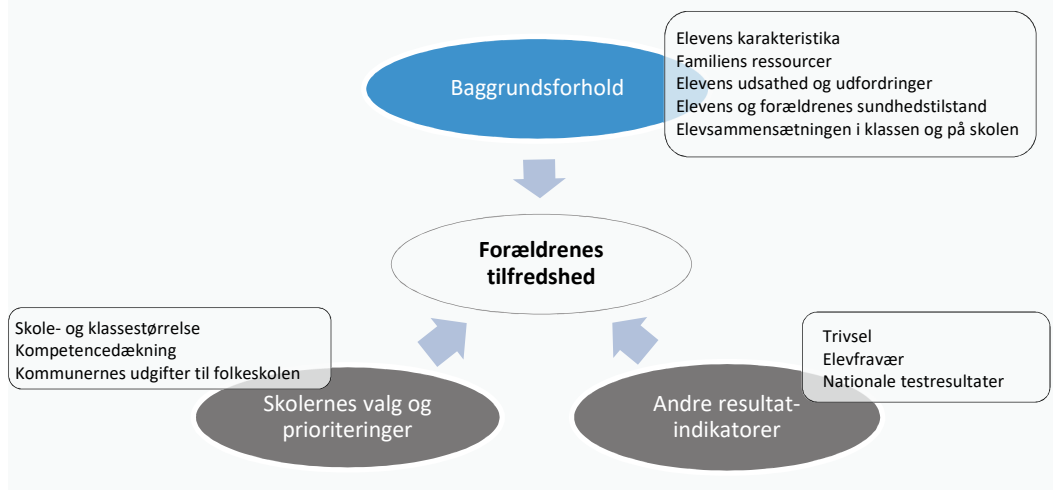 Elevens karakteristika
Familiens ressourcer
Elevens udsathed og udfordringer
Elevens og forældrenes sundhedstilstand
Elevsammensætningen i klassen og på skolen
Baggrundsforhold
Forældrenes
tilfredshed
Skole- og klassestørrelse
Kompetencedækning
Kommunernes udgifter til folkeskolen
Skolernes valg og
prioriteringer
Trivsel
Elevfravær
Nationale testresultater
Andre resultat-
indikatorer